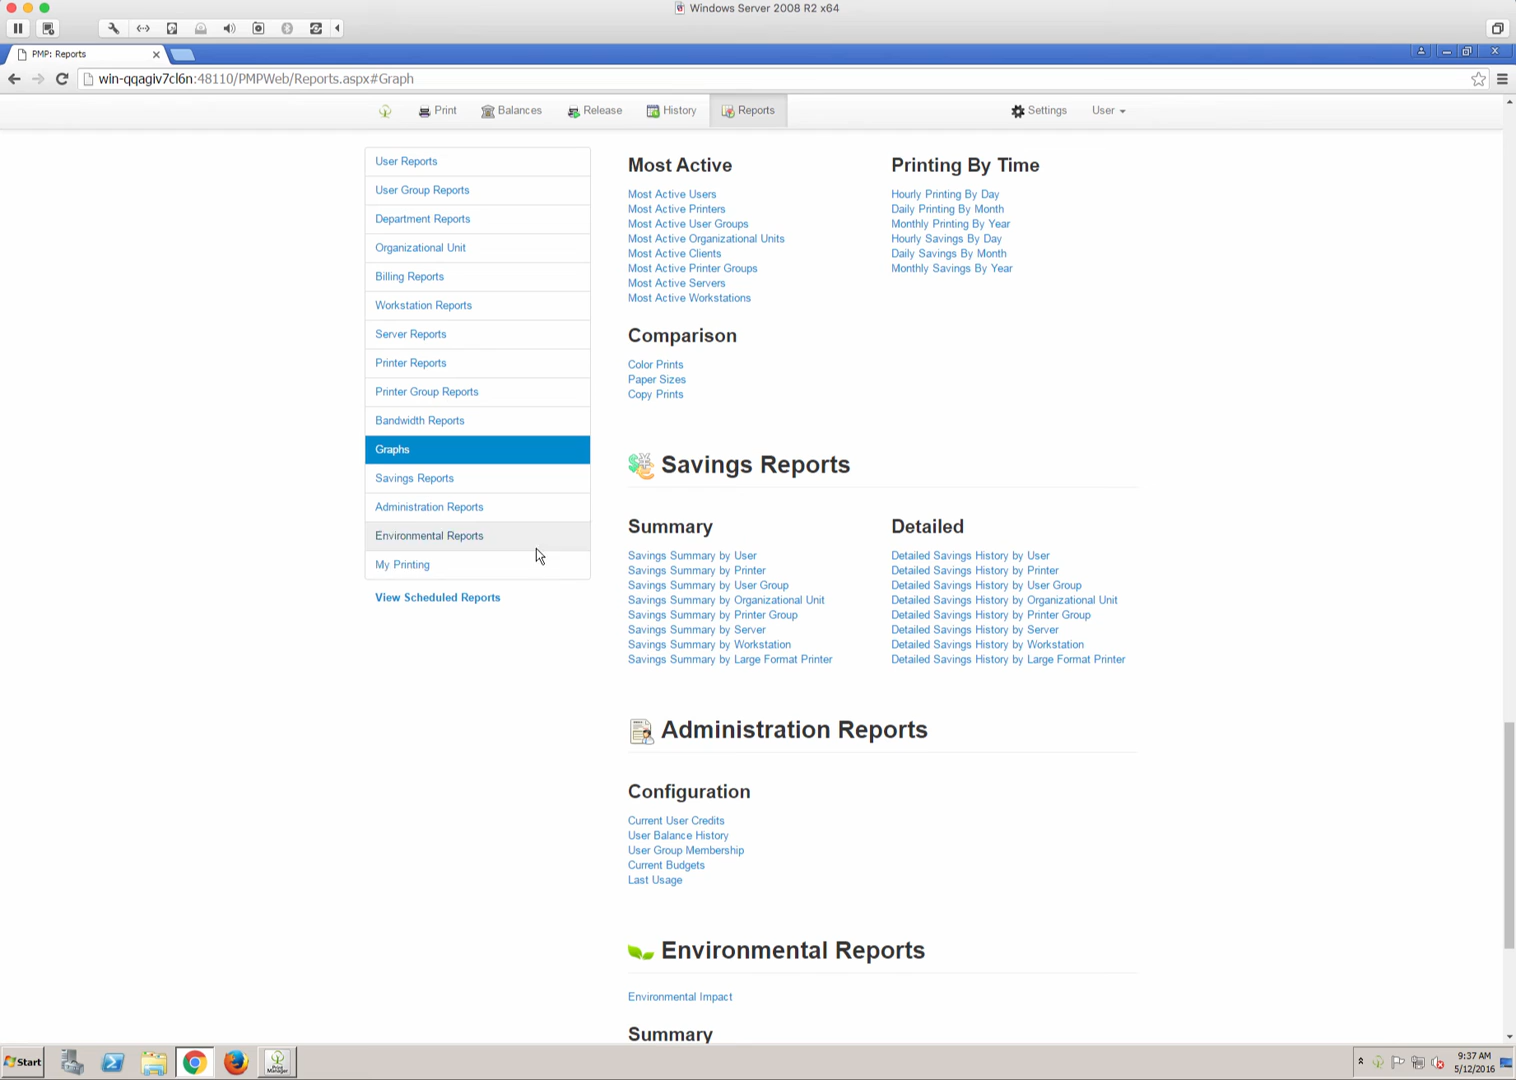 Windows Server 2008 R2 x64
PMP: Reports
win-qqagiv7cl6n:48110/PMPWeb/Reports.aspx#Graph
Print
Balances
Release
History
Reports
Settings
User
User Reports
User Group Reports
Department Reports
Organizational Unit
Billing Reports
Workstation Reports
Server Reports
Printer Reports
Printer Group Reports
Bandwidth Reports
Graphs
Savings Reports
Administration Reports
Environmental Reports
My Printing
View Scheduled Reports
Most Active
Most Active Users
Most Active Printers
Most Active User Groups
Most Active Organizational Units
Most Active Clients
Most Active Printer Groups
Most Active Servers
Most Active Workstations
Printing By Time
Hourly Printing By Day
Daily Printing By Month
Monthly Printing By Year
Hourly Savings By Day
Daily Savings By Month
Monthly Savings By Year
Comparison
Color Prints
Paper Sizes
Copy Prints
Savings Reports
Summary
Savings Summary by User
Savings Summary by Printer
Savings Summary by User Group
Savings Summary by Organizational Unit
Savings Summary by Printer Group
Savings Summary by Server
Savings Summary by Workstation
Savings Summary by Large Format Printer
Detailed
Detailed Savings History by User
Detailed Savings History by Printer
Detailed Savings History by User Group
Detailed Savings History by Organizational Unit
Detailed Savings History by Printer Group
Detailed Savings History by Server
Detailed Savings History by Workstation
Detailed Savings History by Large Format Printer
Administration Reports
Configuration
Current User Credits
User Balance History
User Group Membership
Current Budgets
Last Usage
Environmental Reports
Environmental Impact
Summary
Start
Manager
9:37 AM
5/12/2016